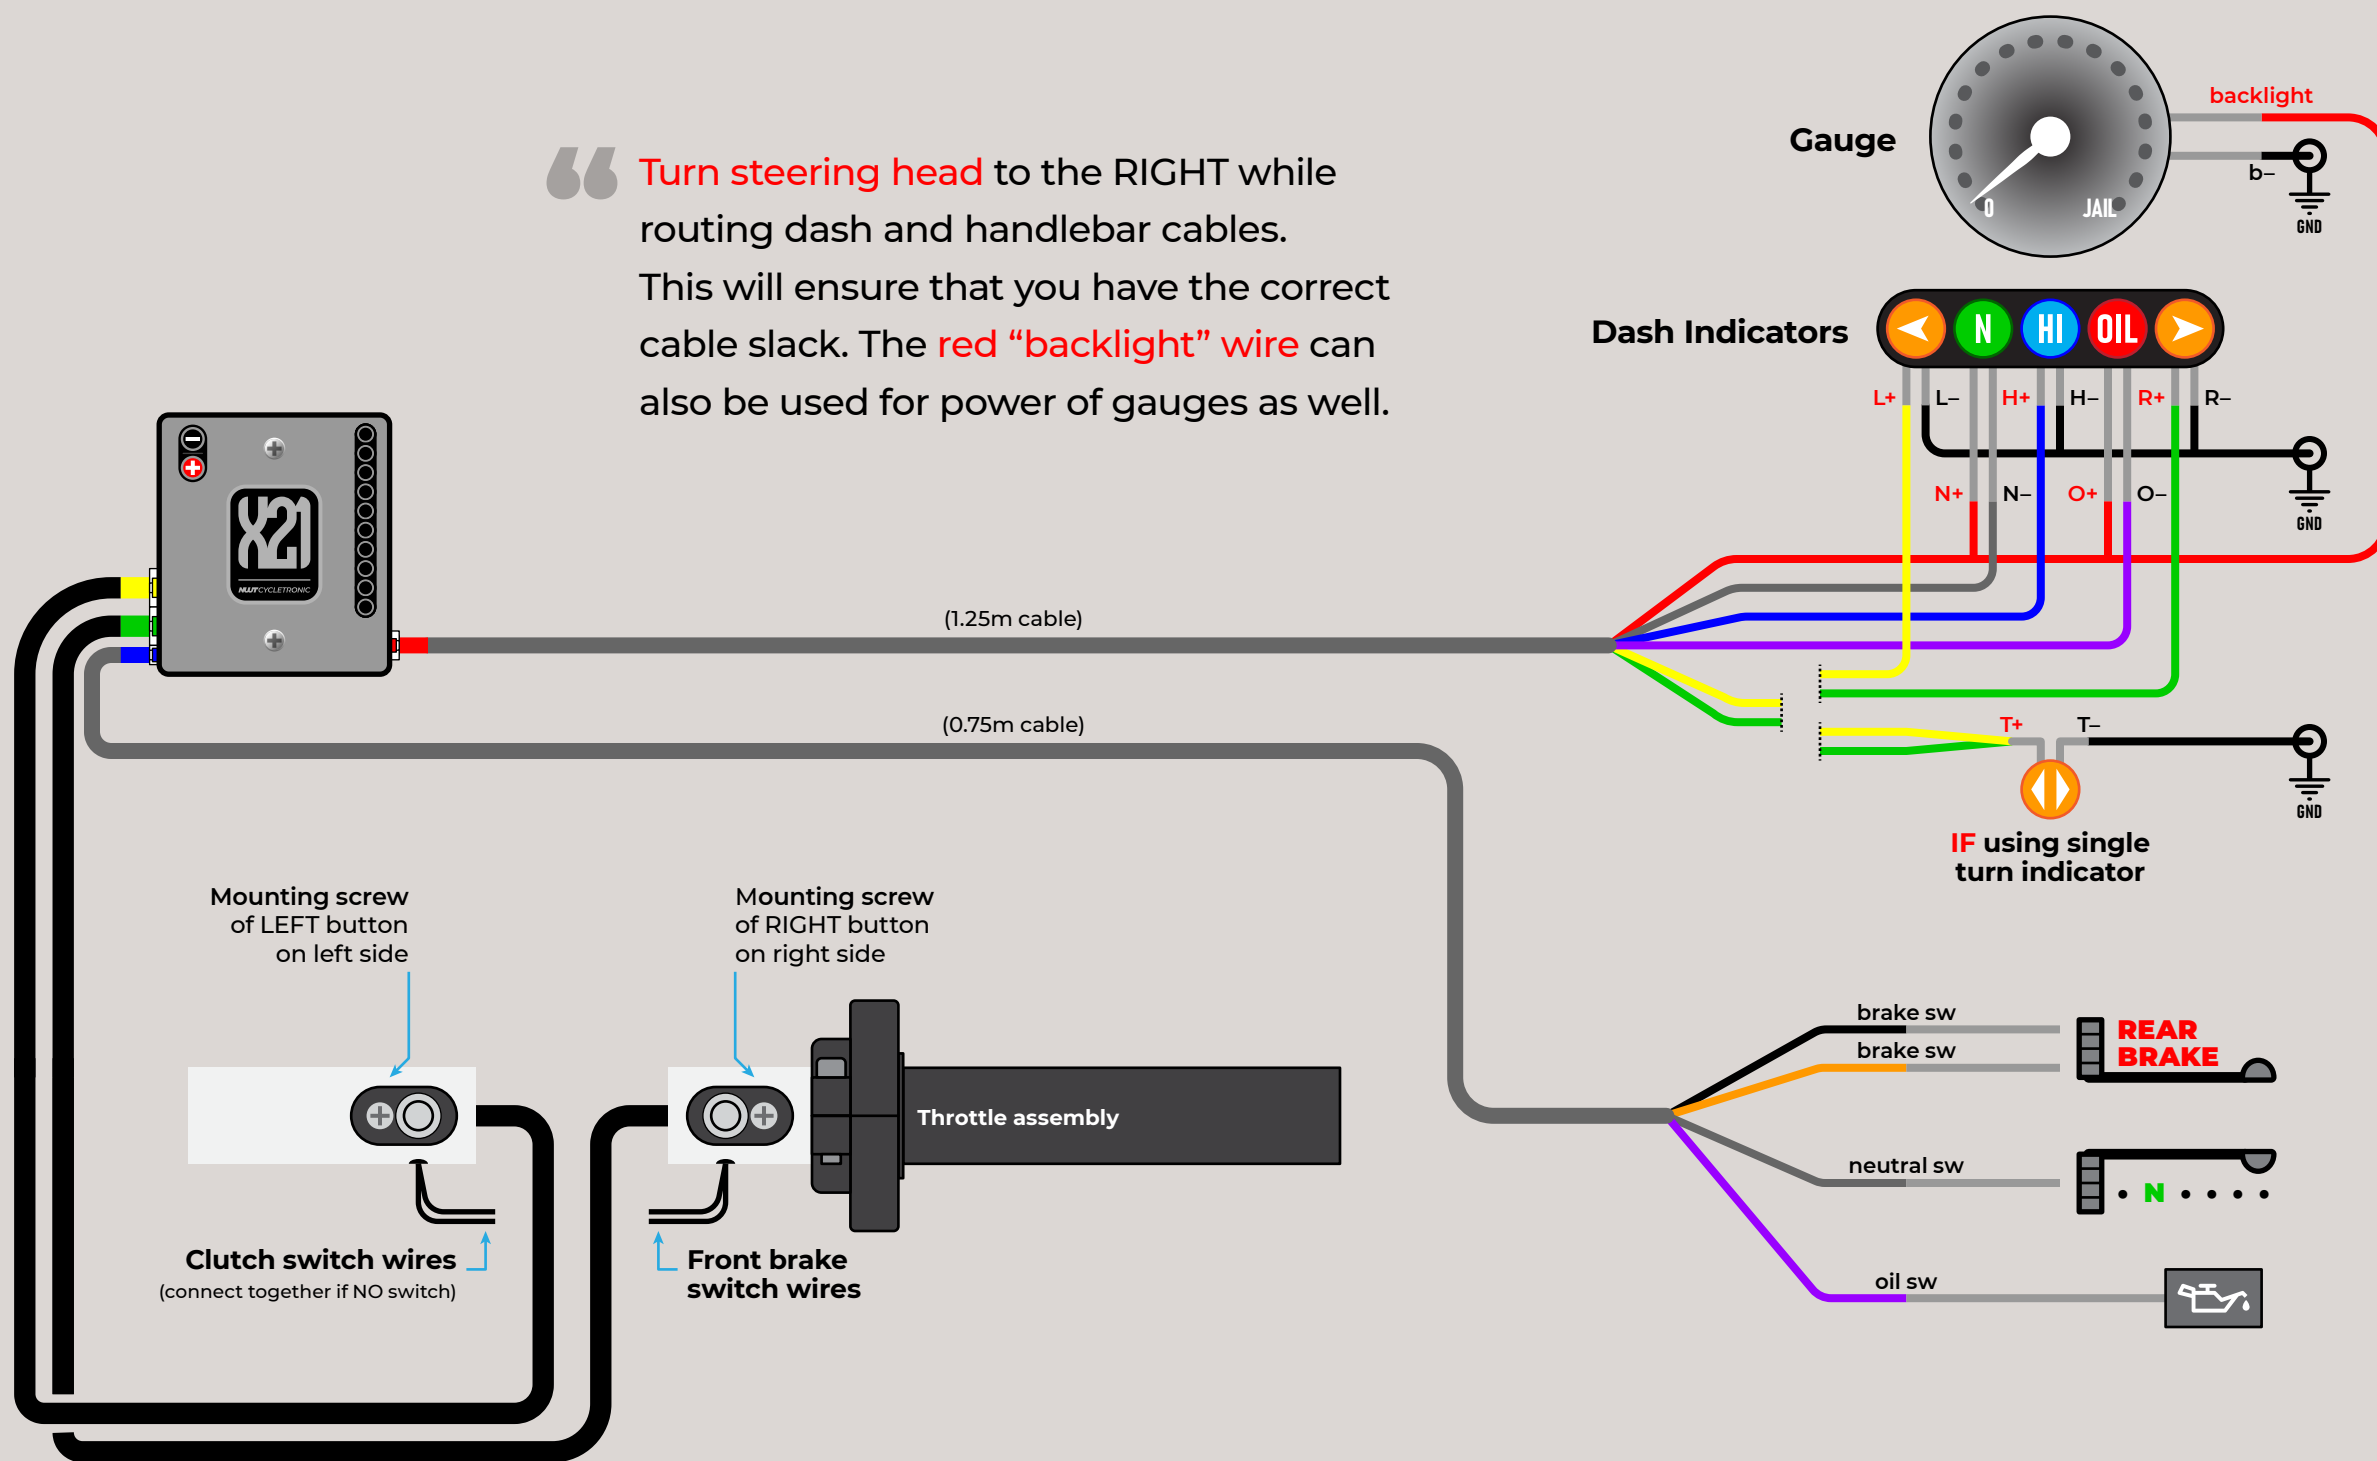 backlight
Gauge
b–
0
JAIL
GND
“ Turn steering head to the RIGHT while
routing dash and handlebar cables.
This will ensure that you have the correct
cable slack. The red “backlight” wire can
also be used for power of gauges as well.
Dash Indicators
N HI OIL
L+ L– H+ H– R+ R–
N+ N– O+ O–
GND
X21
NWT CYCLETRONIC
(1.25m cable)
(0.75m cable)
T+ T–
GND
IF using single
turn indicator
Mounting screw
of LEFT button
on left side
Mounting screw
of RIGHT button
on right side
Throttle assembly
Clutch switch wires
(connect together if NO switch)
Front brake
switch wires
brake sw
brake sw
REAR
BRAKE
neutral sw
N
oil sw